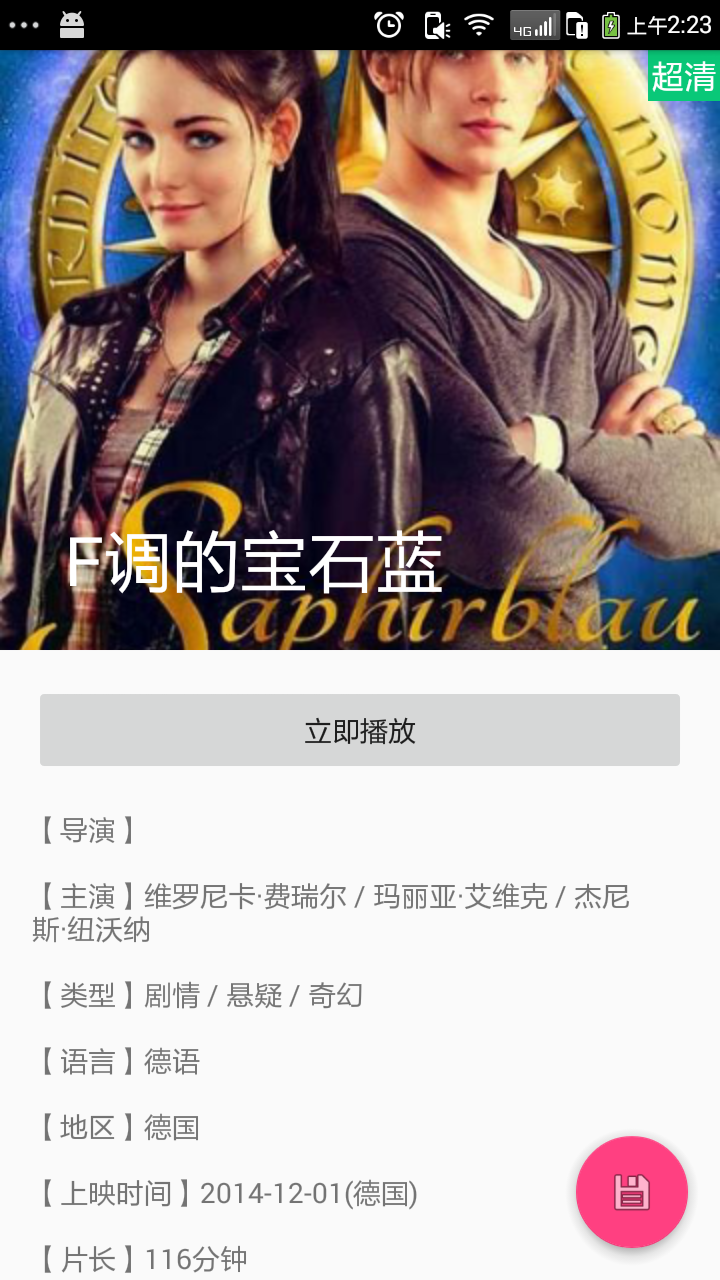 4G 上午2:23
超清
RDITE
MOMS
F调的宝石蓝
Saphirblau
立即播放
【导演】
【主演】维罗尼卡·费瑞尔 / 玛丽亚·艾维克 / 杰尼
斯·纽沃纳
【类型】剧情 / 悬疑 / 奇幻
【语言】德语
【地区】德国
【上映时间】2014-12-01(德国)
【片长】116分钟